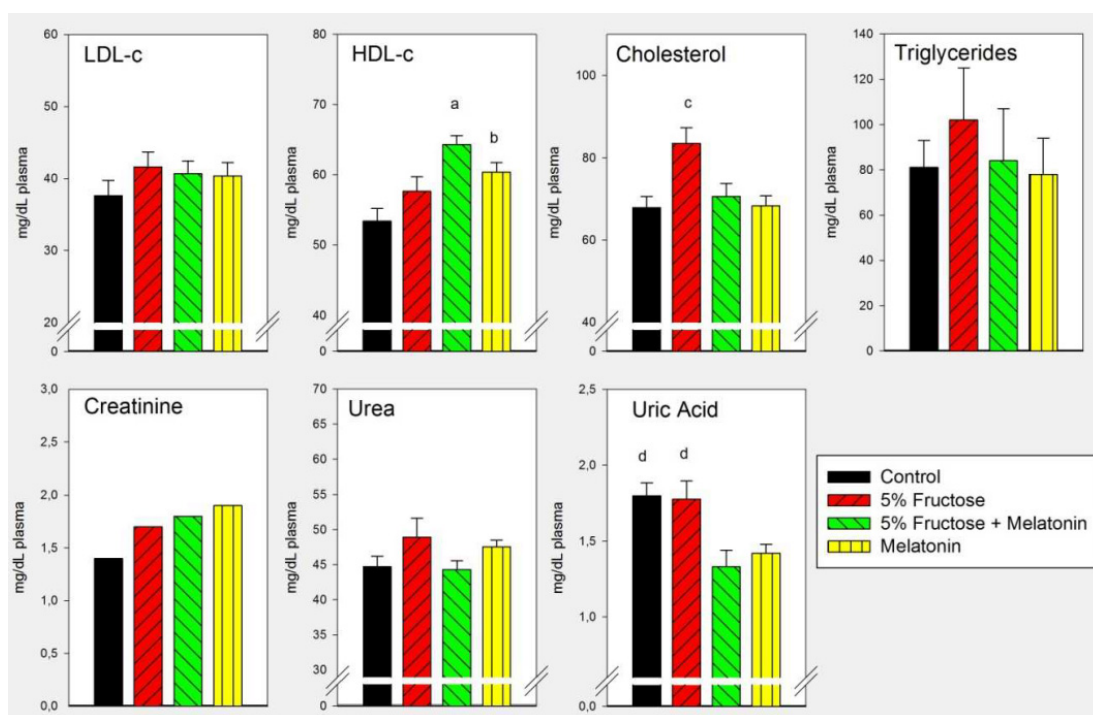 LDL-c
mg/dL plasma
60
50
40
30
20
0
HDL-c
mg/dL plasma
80
70
60
50
40
0
a
b
Cholesterol
mg/dL plasma
100
80
60
40
0
c
Triglycerides
mg/dL plasma
140
120
100
80
60
40
20
0
Creatinine
mg/dL plasma
3,0
2,5
2,0
1,5
1,0
0,5
0,0
Urea
mg/dL plasma
70
65
60
55
50
45
40
35
30
0
Uric Acid
mg/dL plasma
2,5
2,0
1,5
1,0
0,0
d
d
Control
5% Fructose
5% Fructose + Melatonin
Melatonin